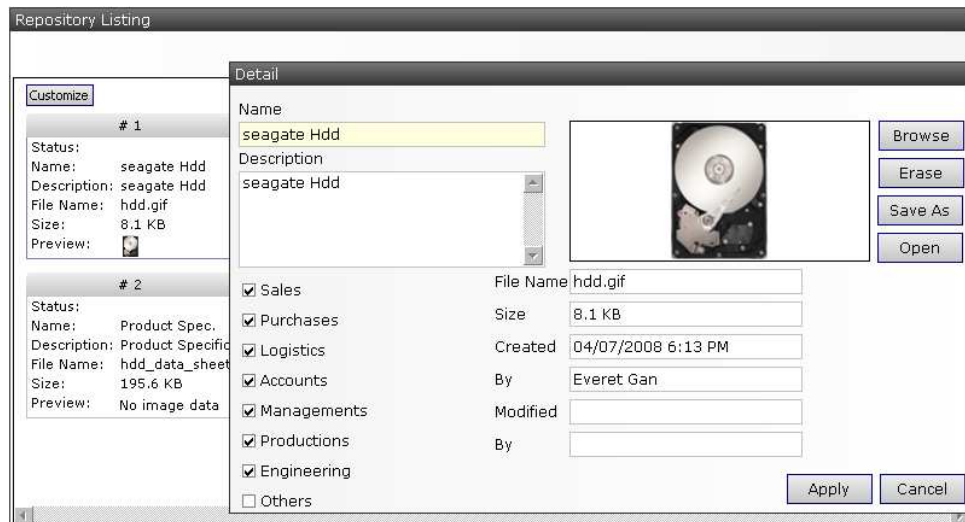 Repository Listing
Customize
# 1
Status:
Name: seagate Hdd
Description: seagate Hdd
File Name: hdd.gif
Size: 8.1 KB
Preview:
# 2
Status:
Name: Product Spec.
Description: Product Specific
File Name: hdd_data_sheet
Size: 195.6 KB
Preview: No image data
Detail
Name
seagate Hdd
Description
seagate Hdd
Browse
Erase
Save As
Open
Sales
Purchases
Logistics
Accounts
Managements
Productions
Engineering
Others
File Name hdd.gif
Size 8.1 KB
Created 04/07/2008 6:13 PM
By Everet Gan
Modified
By
Apply Cancel